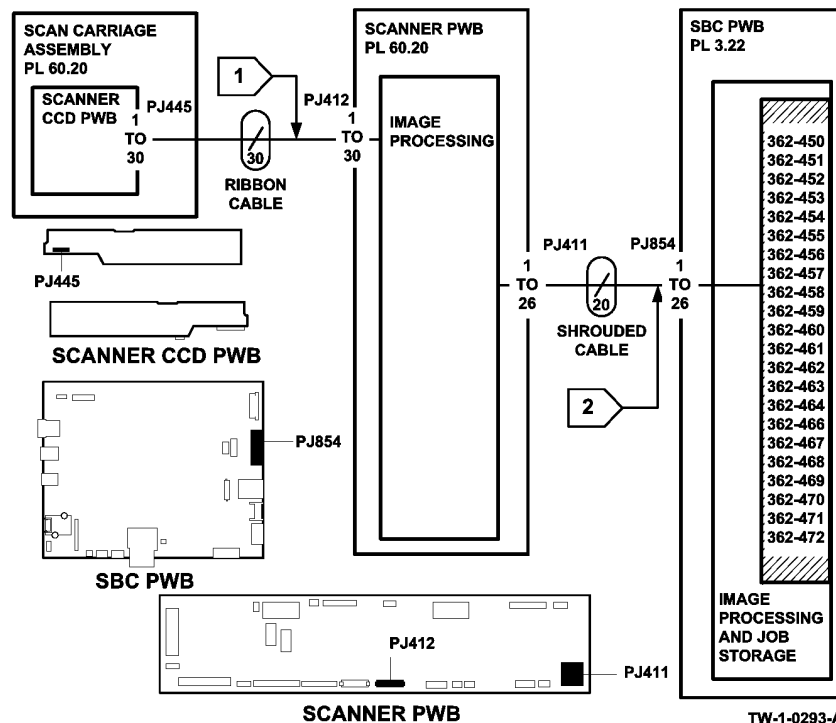 SCAN CARRIAGE
ASSEMBLY
PL 60.20
SCANNER
CCD PWB
PJ445
1
TO
30
1
30
RIBBON
CABLE
PJ412
1
TO
30
SCANNER PWB
PL 60.20
IMAGE
PROCESSING
PJ411
1
TO
26
20
SHROUDED
CABLE
2
PJ854
1
TO
26
SBC PWB
PL 3.22
362-450
362-451
362-452
362-453
362-454
362-455
362-456
362-457
362-458
362-459
362-460
362-461
362-462
362-463
362-464
362-466
362-467
362-468
362-469
362-470
362-471
362-472
IMAGE
PROCESSING
AND JOB
STORAGE
PJ445
SCANNER CCD PWB
PJ854
SBC PWB
PJ412
PJ411
SCANNER PWB